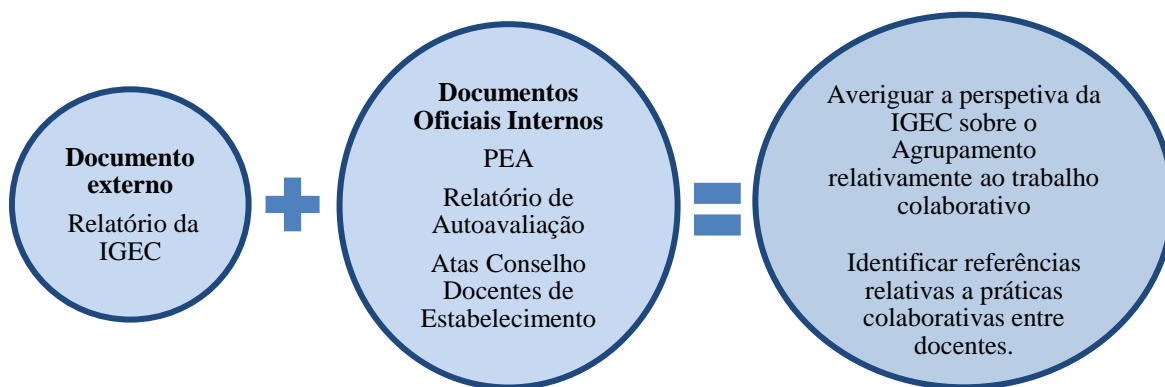 Documento
externo
Relatório da
IGEC
Documentos
Oficiais Internos
PEA
Relatório de
Autoavaliação
Atas Conselho
Docentes de
Estabelecimento
Averiguar a perspetiva da
IGEC sobre o
Agrupamento
relativamente ao trabalho
colaborativo
Identificar referências
relativas a práticas
colaborativas entre
docentes.